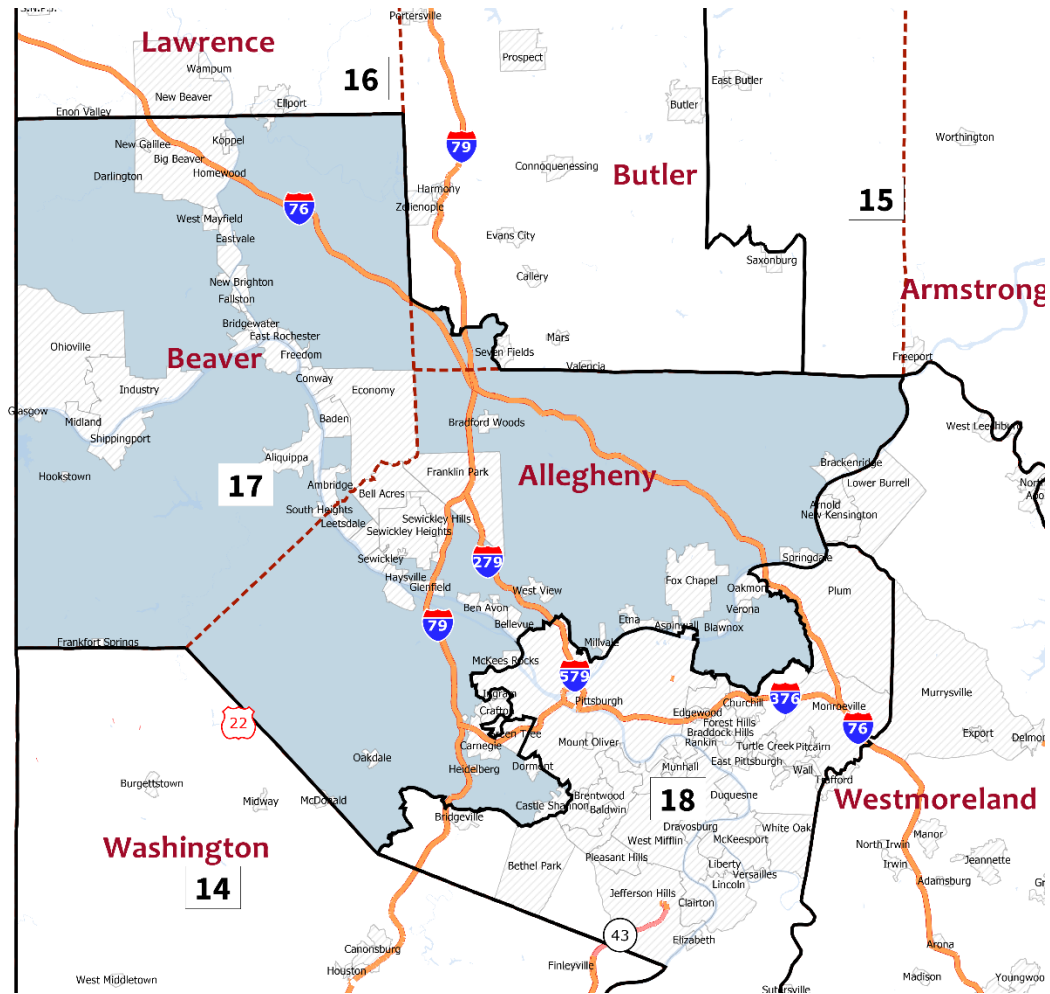 Portersville
Lawrence
Wampum
Prospect
16
East Butler
New Beaver
Butler
Ellport
Enon Valley
Worthington
New Galilee
Koppel
79
Big Beaver
Connoquenessing
Darlington
Homewood
Butler
Harmony
15
76
Zelienople
West Mayfield
Eastvale
Evans City
Saxonburg
Callery
New Brighton
Armstrong
Fallston
Bridgewater
East Rochester
Mars
Ohioville
Beaver
Freedom
Seven Fields
Freeport
Valencia
Conway
Industry
Economy
Glasgow
Midland
Baden
Bradford Woods
West Leechburg
Shippingport
Aliquippa
Brackenridge
Hookstown
Franklin Park
Allegheny
17
Ambridge
Bell Acres
Lower Burrell
Arnold
South Heights
New Kensington
Sewickley Hills
Leetsdale
Sewickley Heights
Sewickley
279
Springdale
Haysville
Fox Chapel
Glenfield
West View
Oakmont
Plum
Ben Avon
Verona
79
Bellevue
Etna
Aspinwall
Blawnox
Frankfort Springs
Millvale
McKees Rocks
579
Murrysville
Ingram
Pittsburgh
376
Churchill
Crafton
Edgewood
Monroeville
22
Forest Hills
76
Green Tree
Braddock Hills
Export
Delmont
Carnegie
Mount Oliver
Rankin
Turtle Creek
Pitcairn
Oakdale
East Pittsburgh
Heidelberg
Dormont
Munhall
Wall
Burgettstown
Trafford
Midway
McDonald
Castle Shannon
Brentwood
18
Duquesne
Westmoreland
Baldwin
Bridgeville
Dravosburg
White Oak
Manor
Washington
West Mifflin
McKeesport
North Irwin
Bethel Park
Pleasant Hills
Jeannette
Liberty
Irwin
14
Versailles
Adamsburg
Jefferson Hills
Lincoln
Clairton
43
Elizabeth
Canonsburg
Arona
Houston
Finleyville
West Middletown
Madison
Sutersville